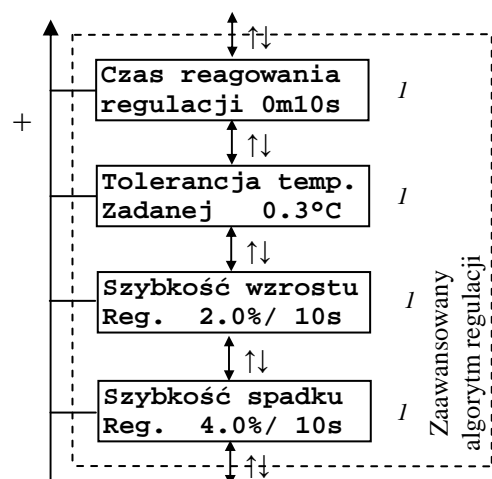 ↑↓
Czas reagowania
regulacji 0m10s
1
+
↑↓
Tolerancja temp.
Zadanej 0.3ºC
1
↑↓
Szybkość wzrostu
Reg. 2.0%/ 10s
1
↑↓
Szybkość spadku
Reg. 4.0%/ 10s
1
↑↓
Zaawansowany
algorytm regulacji